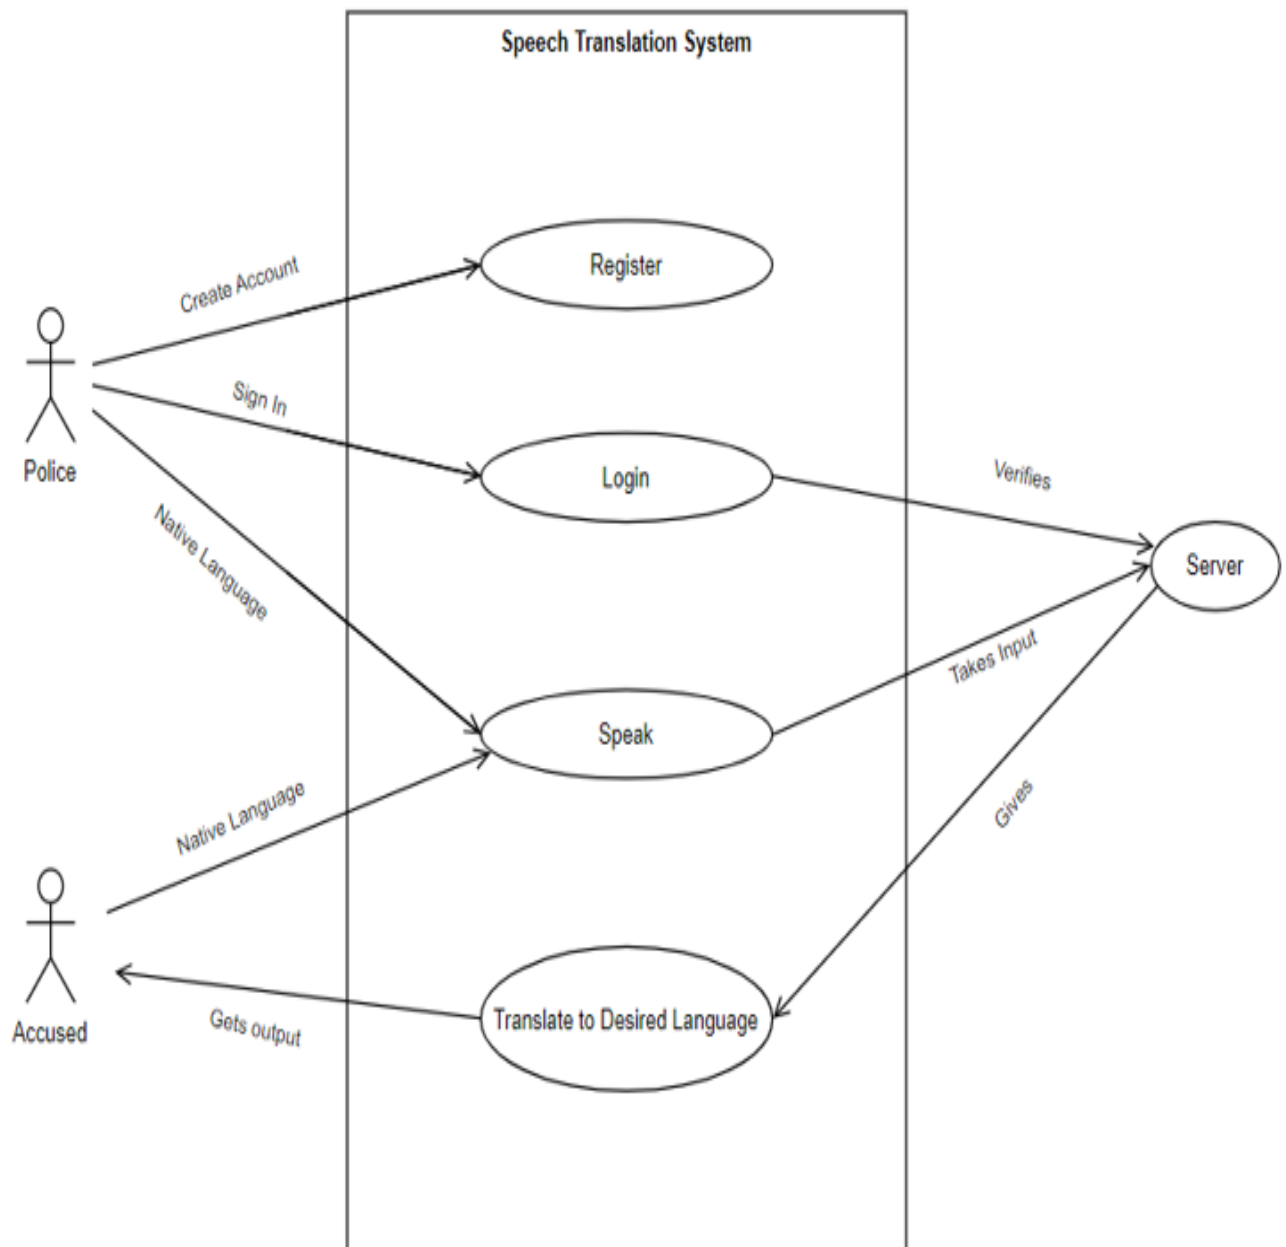 Speech Translation System
Register
Create Account
Sign In
Police
Login
Verifies
Native Language
Server
Takes Input
Speak
Native Language
Gives
Translate to Desired Language
Gets output
Accused